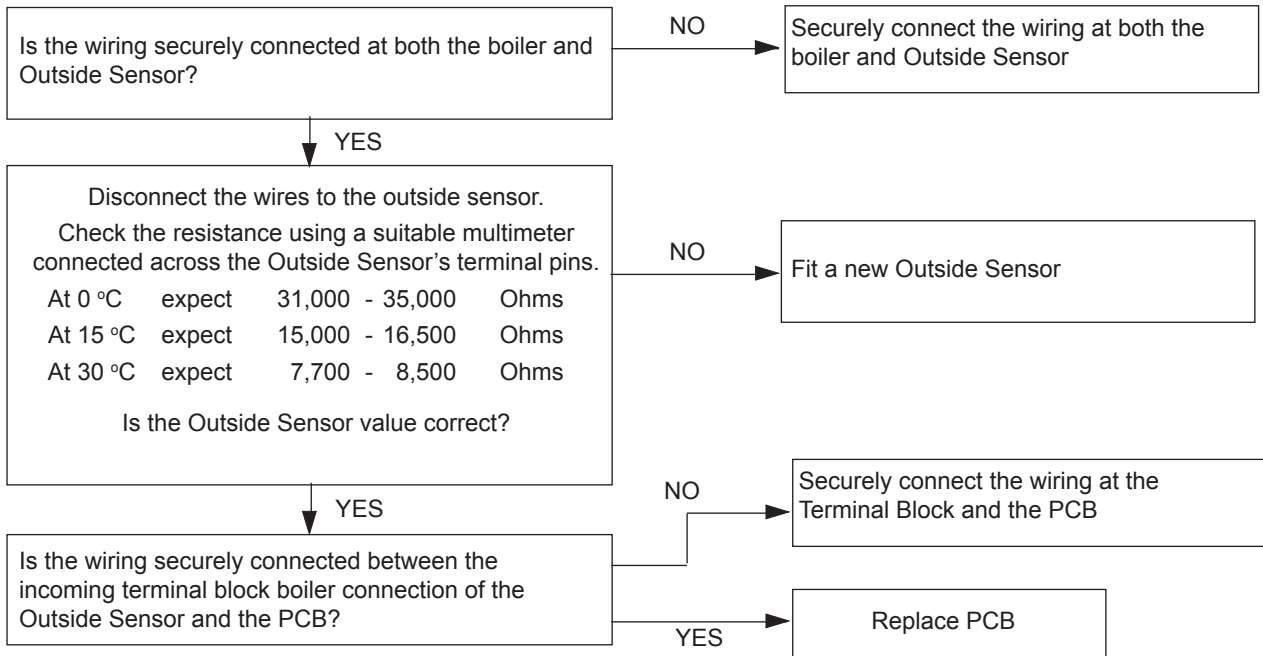 Is the wiring securely connected at both the boiler and
Outside Sensor?
NO
Securely connect the wiring at both the
boiler and Outside Sensor
YES
Disconnect the wires to the outside sensor.
Check the resistance using a suitable multimeter
connected across the Outside Sensor’s terminal pins.
At 0 ºC expect 31,000 - 35,000 Ohms
At 15 ºC expect 15,000 - 16,500 Ohms
At 30 ºC expect 7,700 - 8,500 Ohms
Is the Outside Sensor value correct?
NO
Fit a new Outside Sensor
YES
Is the wiring securely connected between the
incoming terminal block boiler connection of the
Outside Sensor and the PCB?
NO
Securely connect the wiring at the
Terminal Block and the PCB
YES
Replace PCB